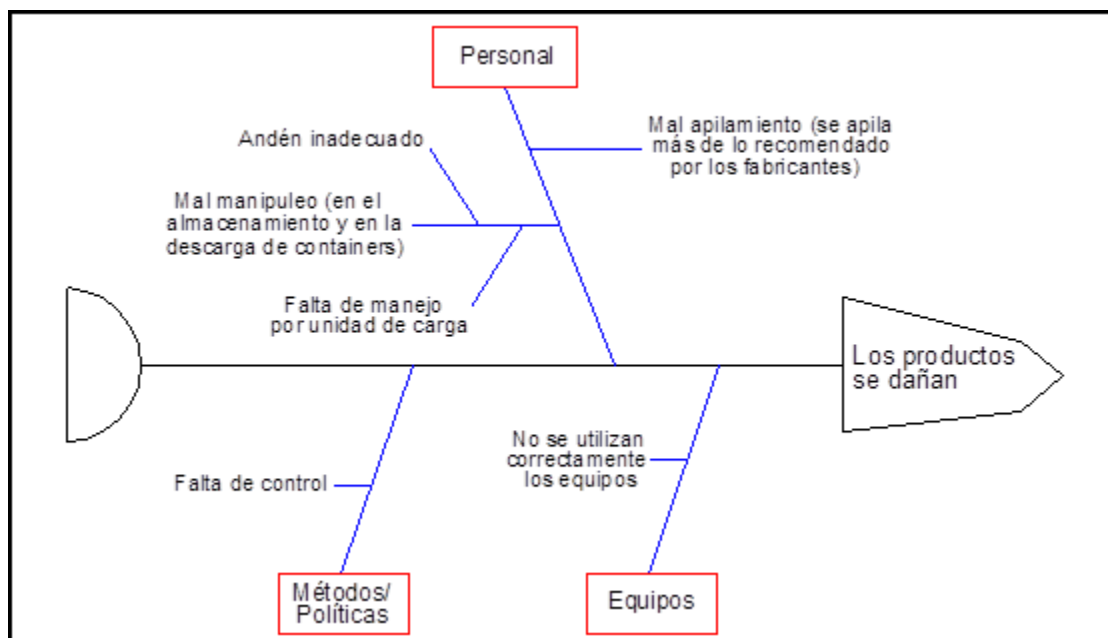 Personal
Andén inadecuado
Mal apilamiento (se apila
más de lo recomendado
por los fabricantes)
Mal manipuleo (en el
almacenamiento y en la
descarga de containers)
Falta de manejo
por unidad de carga
Los productos
se dañan
No se utilizan
correctamente
los equipos
Falta de control
Métodos/
Políticas
Equipos